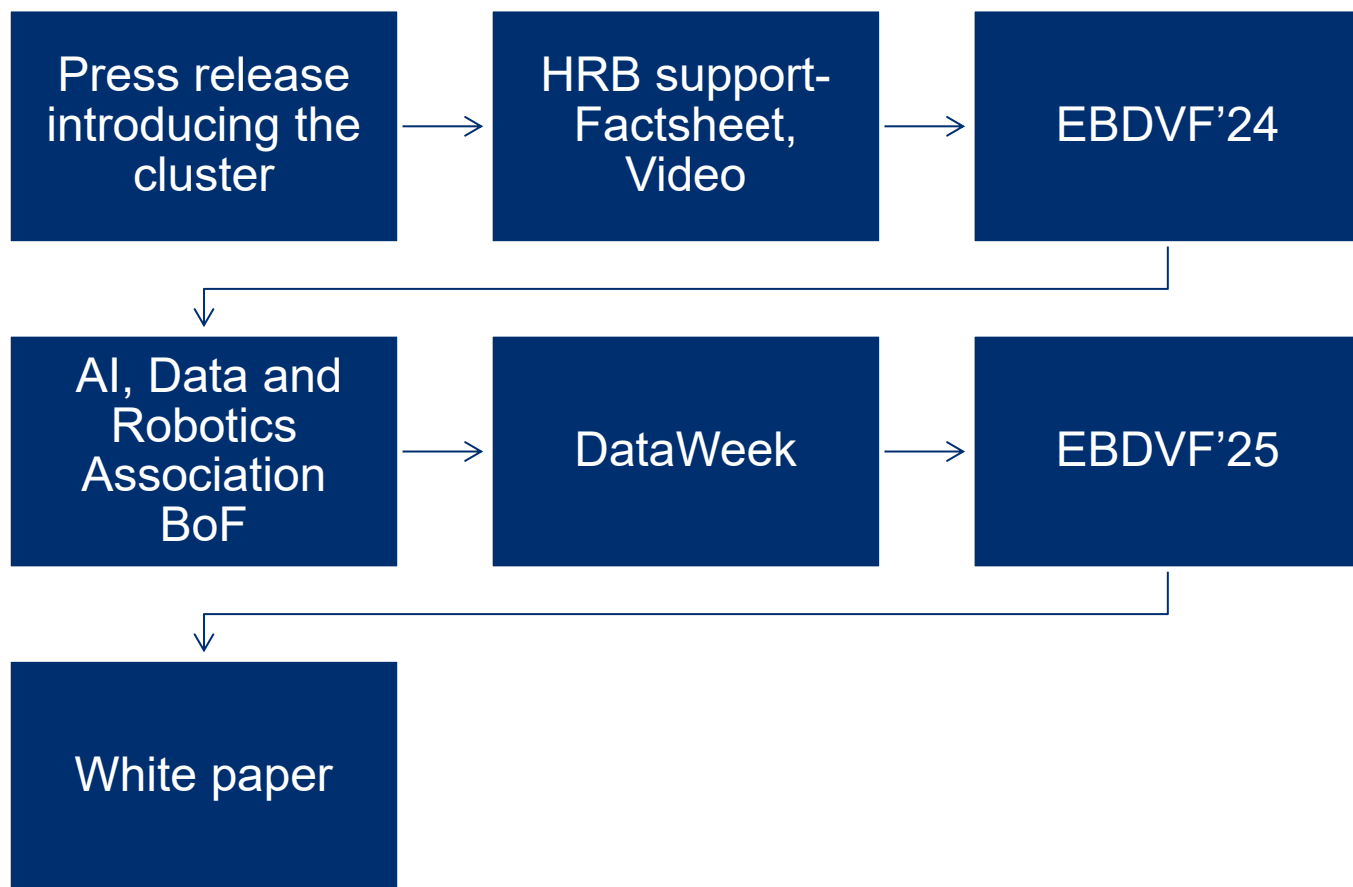 Press release
introducing the
cluster
HRB support-
Factsheet,
Video
EBDVF’24
AI, Data and
Robotics
Association
BoF
DataWeek
EBDVF’25
White paper